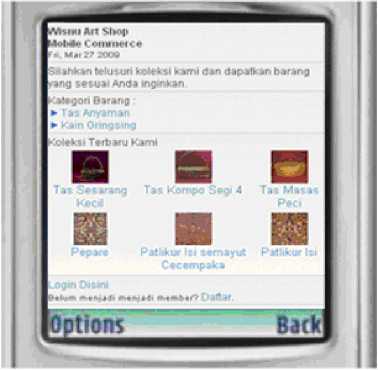 Wisnu Art Shop
Mobile Commerce
Fri, Mar 27 2009
Silahkan telusuri koleksi kami dan dapatkan barang
yang sesuai Anda inginkan.
Kategori Barang :
► Tas Anyaman
► Kain Gringsing
Koleksi Terbaru Kami
Tas Sesarang Kompo Segi 4 Tas Masas
Kecil Peci
Pepare Patlikur Isi semayut Patlikur Isi
Cecempaka
Login Disini
Belum menjadi menjadi member? Daftar.
Options Back